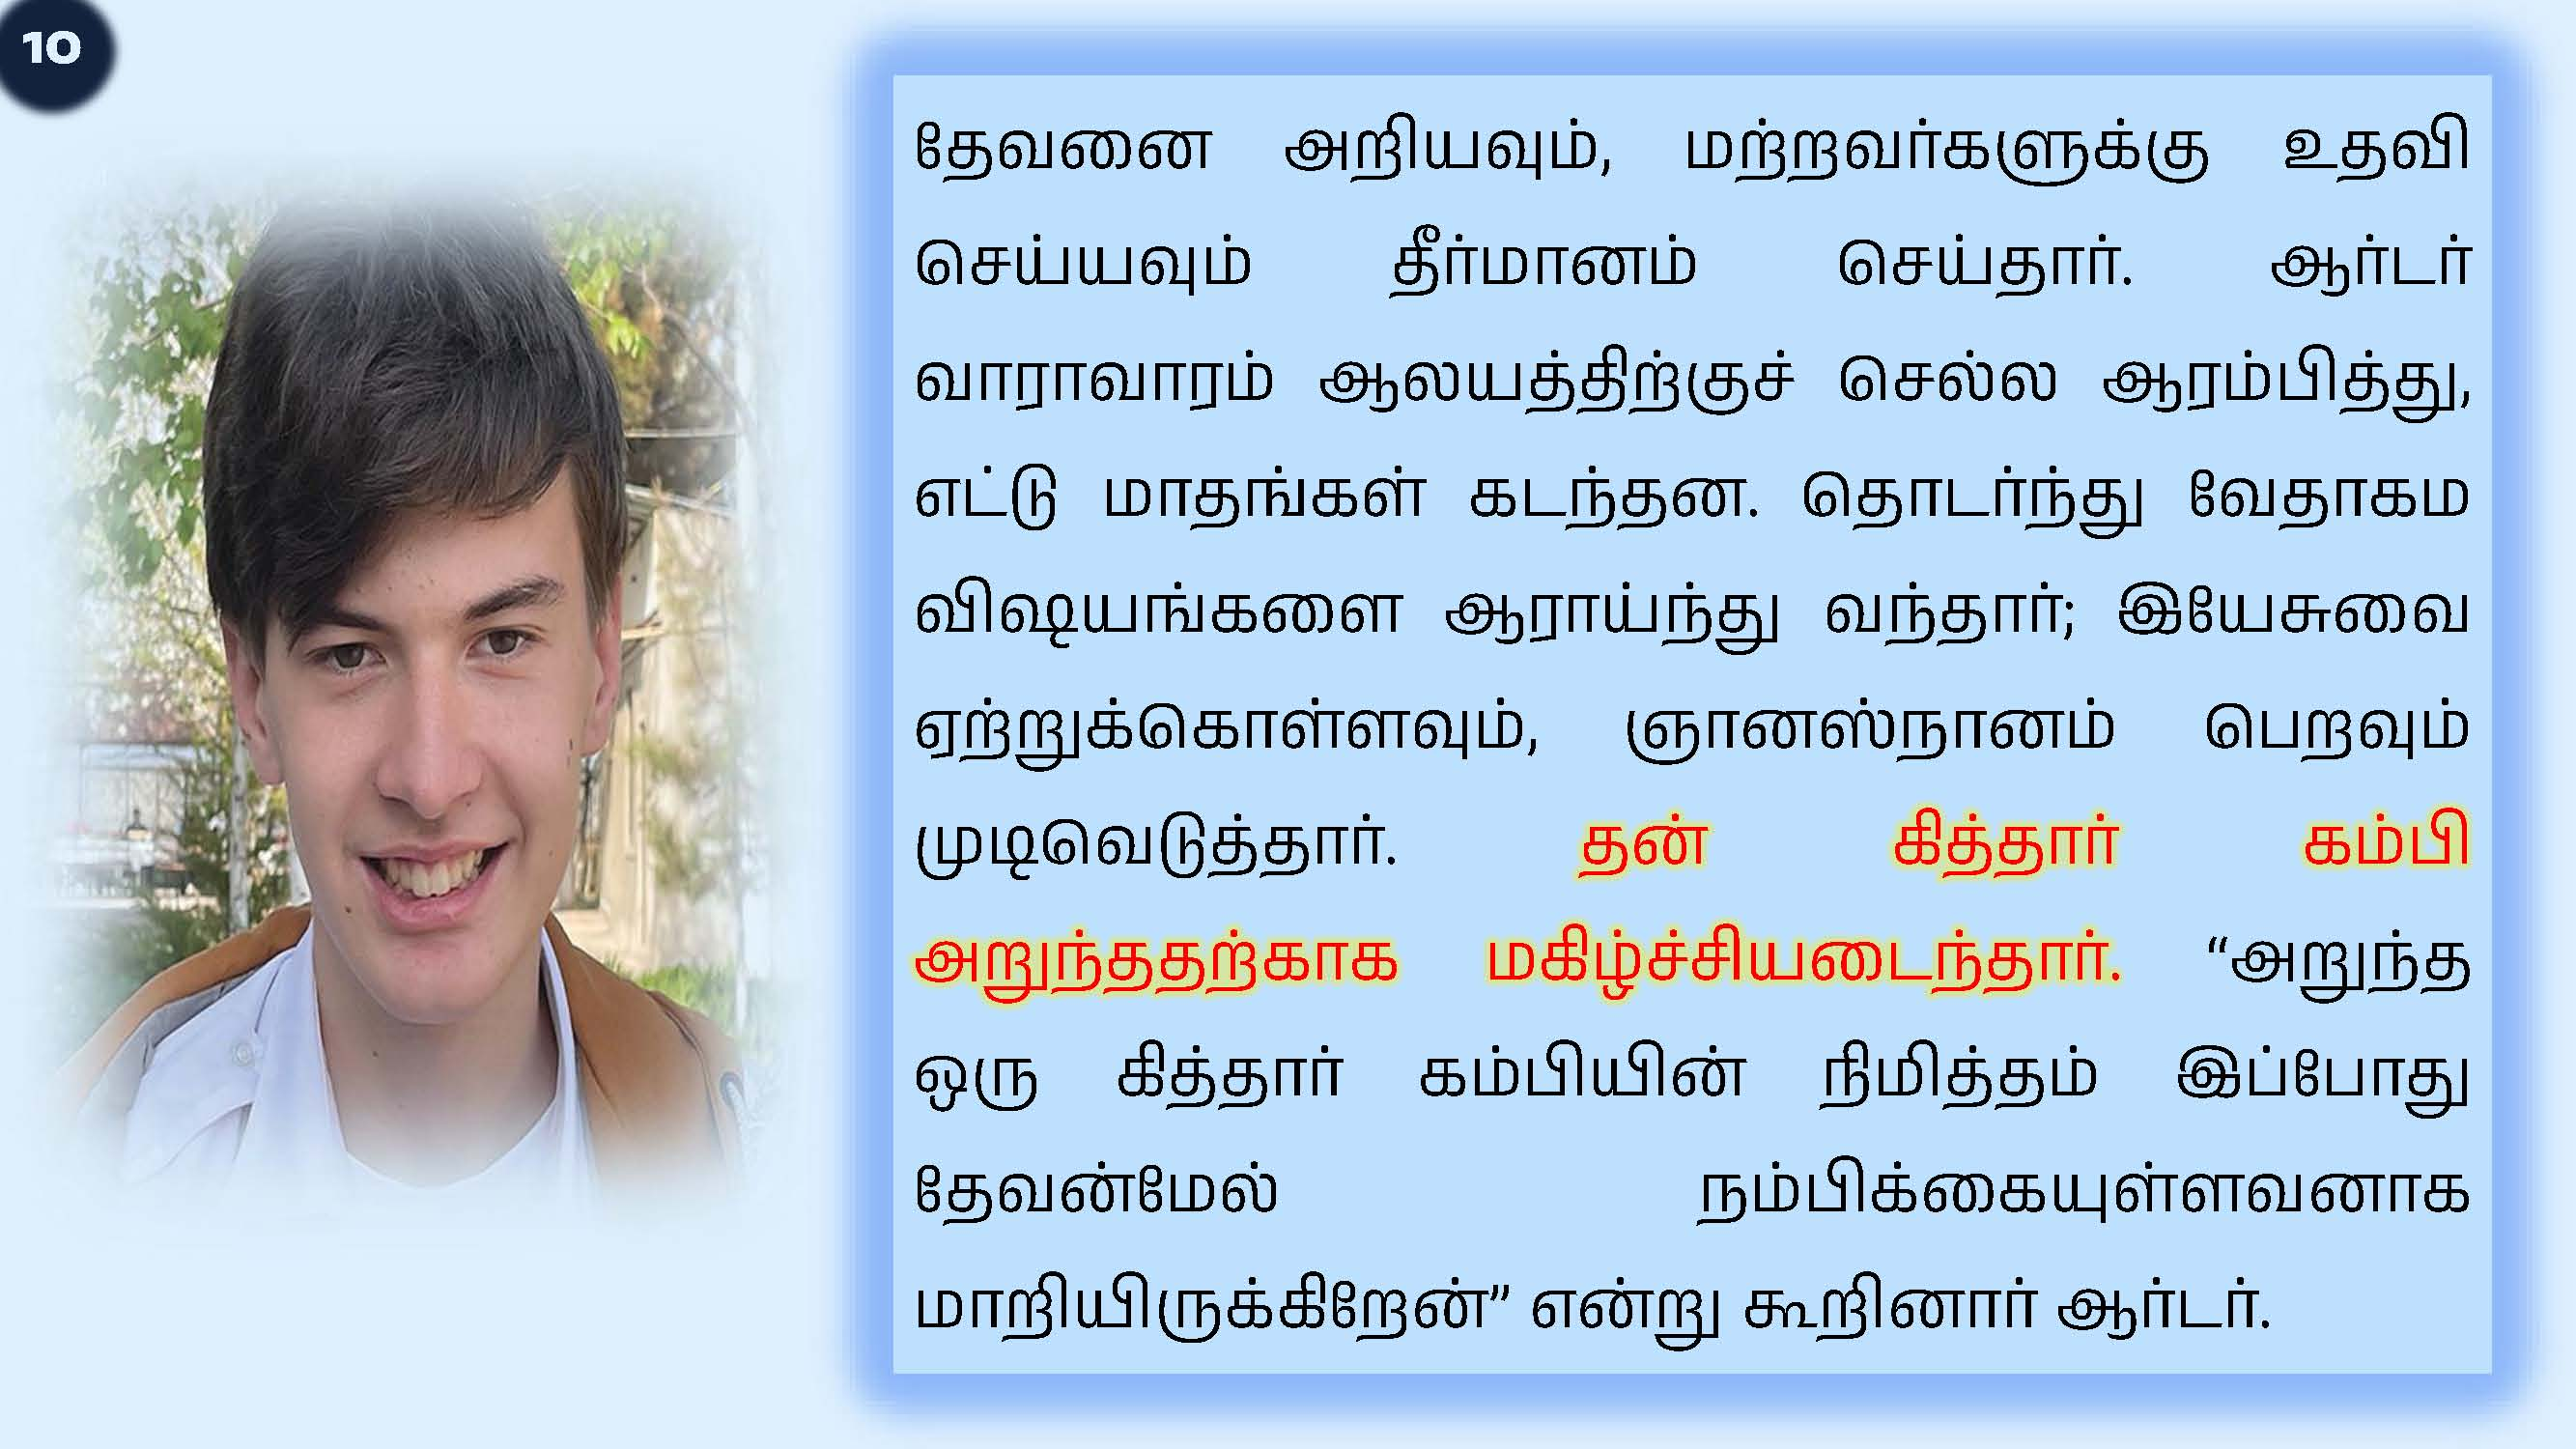 10
தேவனை அறியவும், மற்றவர்களுக்கு உதவி
செய்யவும் தீர்மானம் செய்தார். ஆர்டர்
வாராவாரம் ஆலயத்திற்குச் செல்ல ஆரம்பித்து,
எட்டு மாதங்கள் கடந்தன. தொடர்ந்து வேதாகம
விஷயங்களை ஆராய்ந்து வந்தார்; இயேசுவை
ஏற்றுக்கொள்ளவும், ஞானஸ்நானம் பெறவும்
முடிவெடுத்தார். தன் கித்தார் கம்பி
அறுந்ததற்காக மகிழ்ச்சியடைந்தார். “அறுந்த
ஒரு கித்தார் கம்பியின் நிமித்தம் இப்போது
தேவன்மேல் நம்பிக்கையுள்ளவனாக
மாறியிருக்கிறேன்” என்று கூறினார் ஆர்டர்.